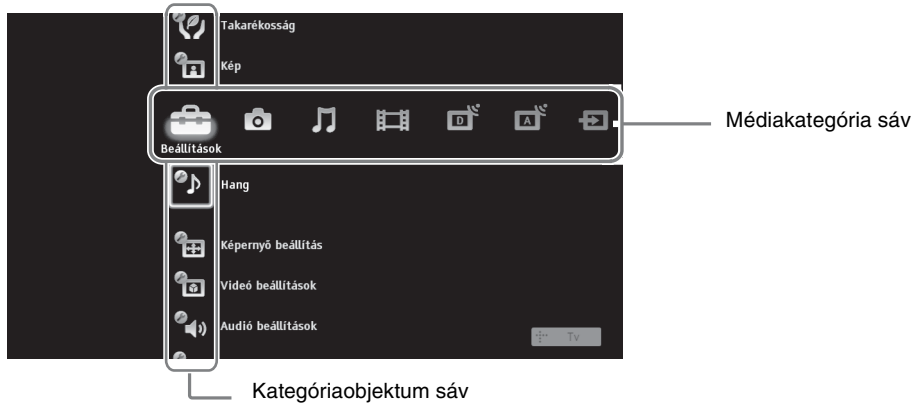 Takarékosság
Kép
Beállítások
D
A
Médiakategória sáv
Hang
Képernyő beállítás
Videó beállítások
Audió beállítások
Tv
Kategóriaobjektum sáv